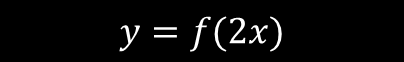 y = f(2x)